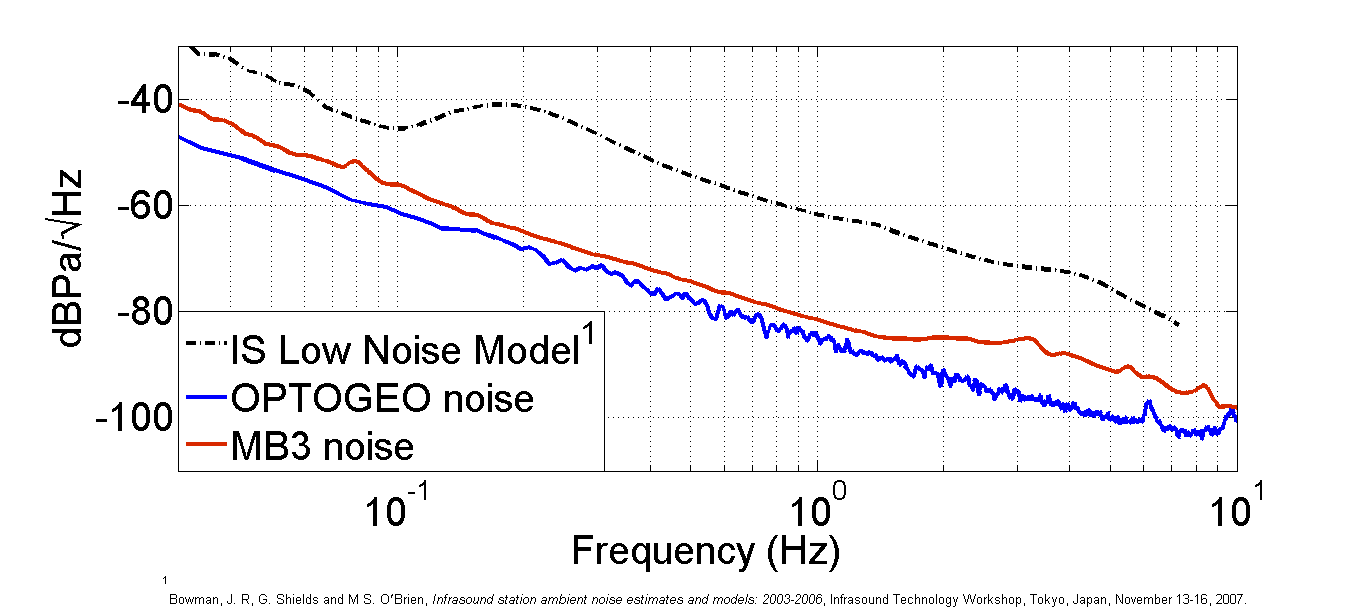 -40
-60
-80
-100
dBPa/√Hz
IS Low Noise Model¹
OPTOGEO noise
MB3 noise
10⁻¹
10⁰
10¹
Frequency (Hz)
1
Bowman, J. R, G. Shields and M S. O'Brien, Infrasound station ambient noise estimates and models: 2003-2006, Infrasound Technology Workshop, Tokyo, Japan, November 13-16, 2007.